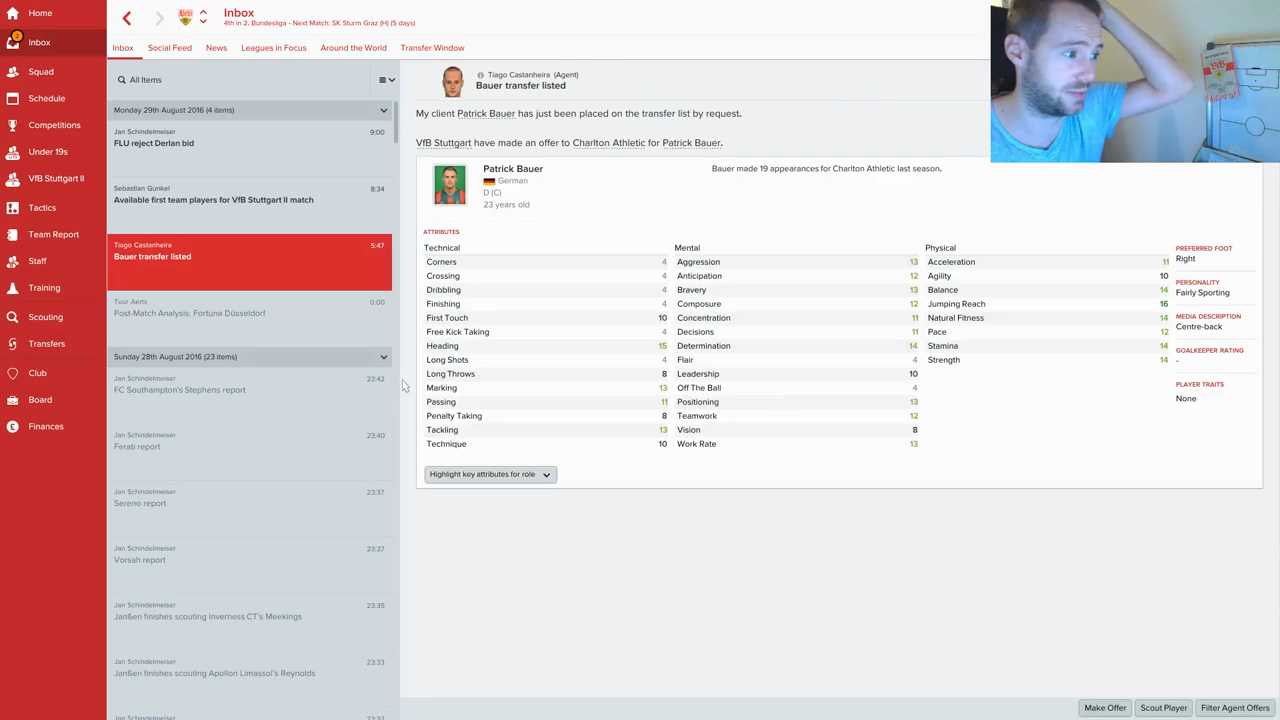 Home
2
Inbox
Squad
Schedule
Competitions
Under 19s
VfB Stuttgart II
Tactics
Team Report
Staff
Training
Scouting
Transfers
Club
Board
Finances
Inbox
4th in 2. Bundesliga - Next Match: SK Sturm Graz (H) (5 days)
Inbox Social Feed News Leagues in Focus Around the World Transfer Window
All Items
Monday 29th August 2016 (4 items)
Jan Schindelmeiser 9:00
FLU reject Derlan bid
Sebastian Gunkel 8:34
Available first team players for VfB Stuttgart II match
Tiago Castanheira 5:47
Bauer transfer listed
Tuur Aerts 0:00
Post-Match Analysis: Fortuna Düsseldorf
Sunday 28th August 2016 (23 items)
Jan Schindelmeiser 23:42
FC Southampton's Stephens report
Jan Schindelmeiser 23:40
Ferati report
Jan Schindelmeiser 23:37
Sereno report
Jan Schindelmeiser 23:37
Vorsah report
Jan Schindelmeiser 23:35
Janßen finishes scouting Inverness CT's Meekings
Jan Schindelmeiser 23:33
Janßen finishes scouting Apollon Limassol's Reynolds
Jan Schindelmeiser 23:32
Tiago Castanheira (Agent)
Bauer transfer listed
My client Patrick Bauer has just been placed on the transfer list by request.
VfB Stuttgart have made an offer to Charlton Athletic for Patrick Bauer.
Patrick Bauer
German
D (C)
23 years old
Bauer made 19 appearances for Charlton Athletic last season.
ATTRIBUTES
Technical
Corners 4
Crossing 4
Dribbling 4
Finishing 4
First Touch 10
Free Kick Taking 4
Heading 15
Long Shots 4
Long Throws 8
Marking 13
Passing 11
Penalty Taking 8
Tackling 13
Technique 10
Mental
Aggression 13
Anticipation 12
Bravery 13
Composure 12
Concentration 11
Decisions 11
Determination 14
Flair 4
Leadership 10
Off The Ball 4
Positioning 13
Teamwork 12
Vision 8
Work Rate 13
Physical
Acceleration 11
Agility 10
Balance 14
Jumping Reach 16
Natural Fitness 14
Pace 12
Stamina 14
Strength 14
PREFERRED FOOT
Right
PERSONALITY
Fairly Sporting
MEDIA DESCRIPTION
Centre-back
GOALKEEPER RATING
-
PLAYER TRAITS
None
Highlight key attributes for role
Make Offer Scout Player Filter Agent Offers